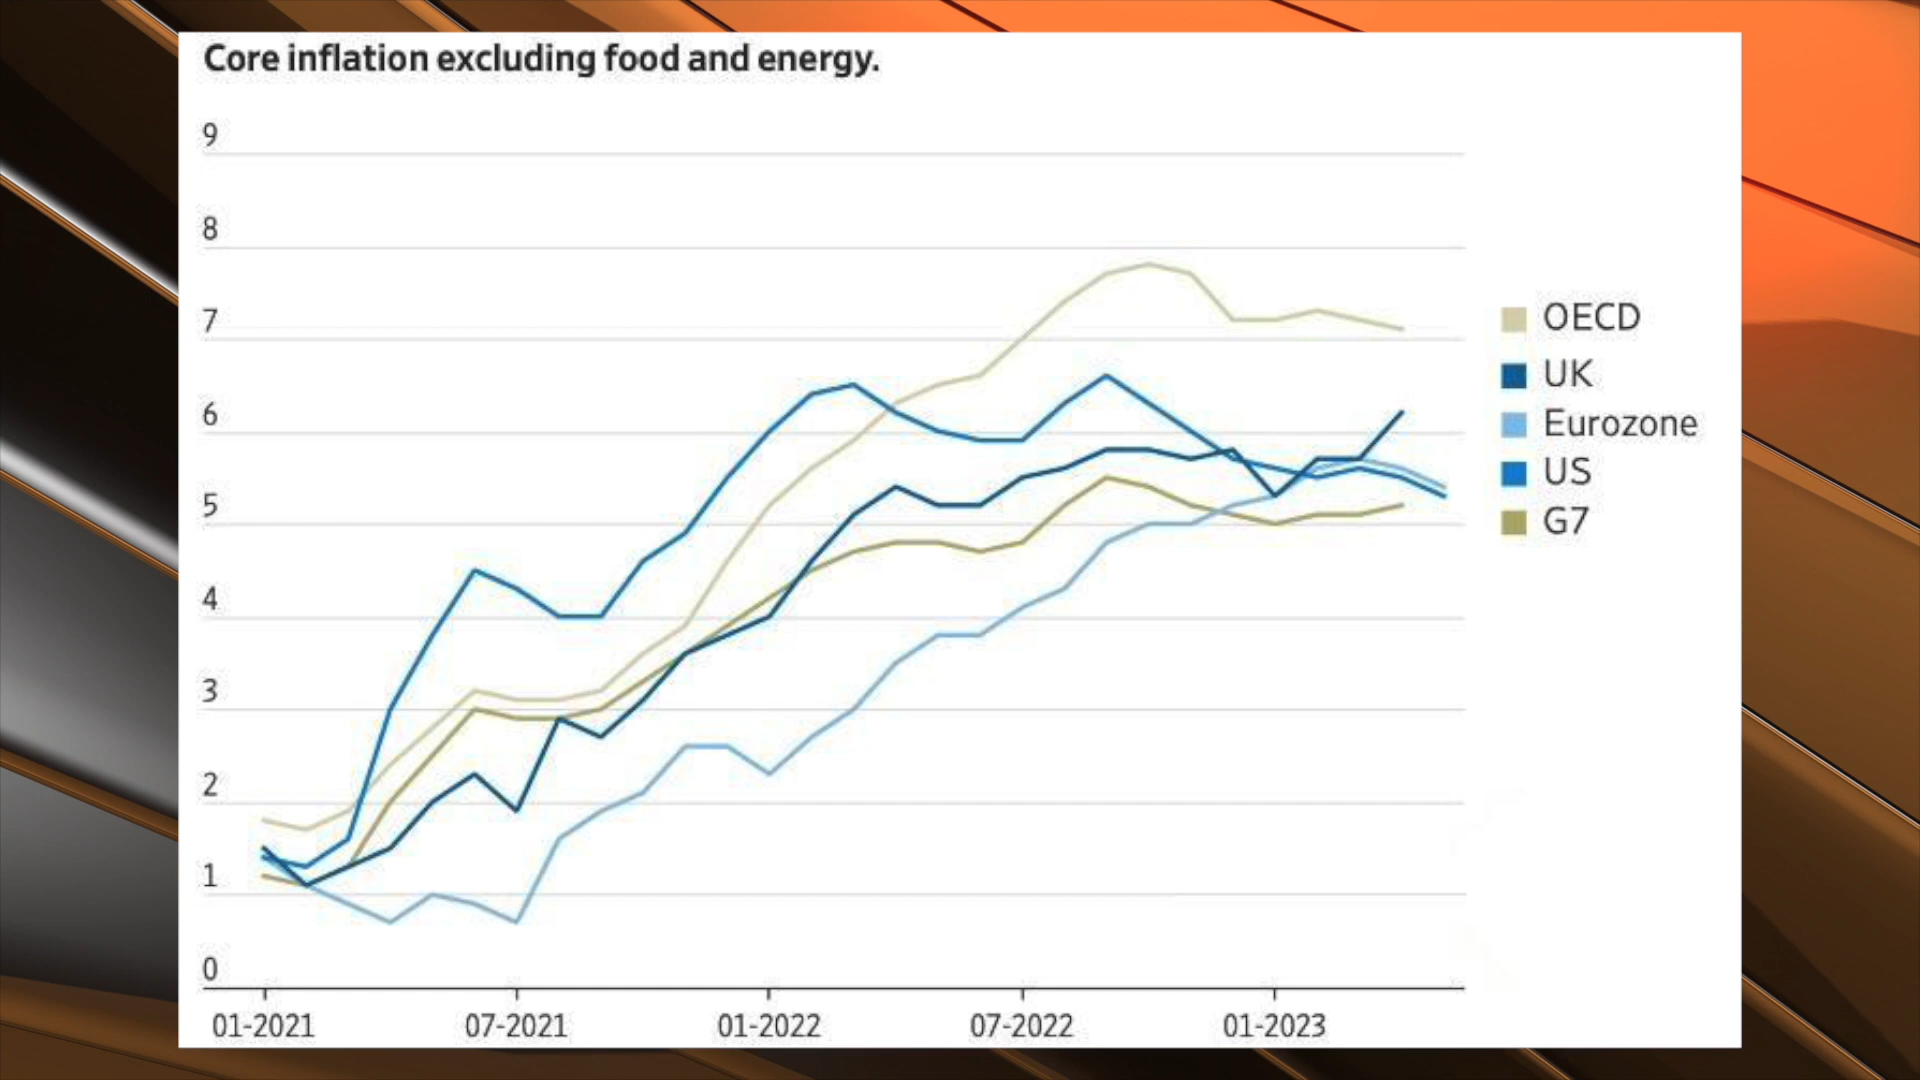 Core inflation excluding food and energy.
9
8
7
6
5
4
3
2
1
0
01-2021 07-2021 01-2022 07-2022 01-2023
OECD
UK
Eurozone
US
G7